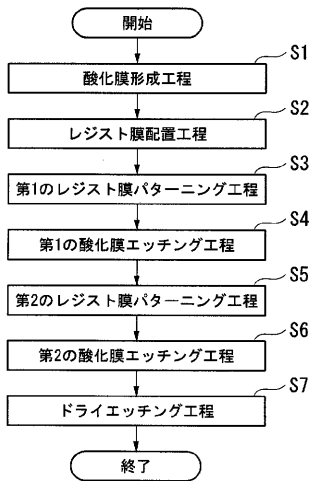 開始
S1
酸化膜形成工程
S2
レジスト膜配置工程
S3
第1のレジスト膜パターニング工程
S4
第1の酸化膜エッチング工程
S5
第2のレジスト膜パターニング工程
S6
第2の酸化膜エッチング工程
S7
ドライエッチング工程
終了